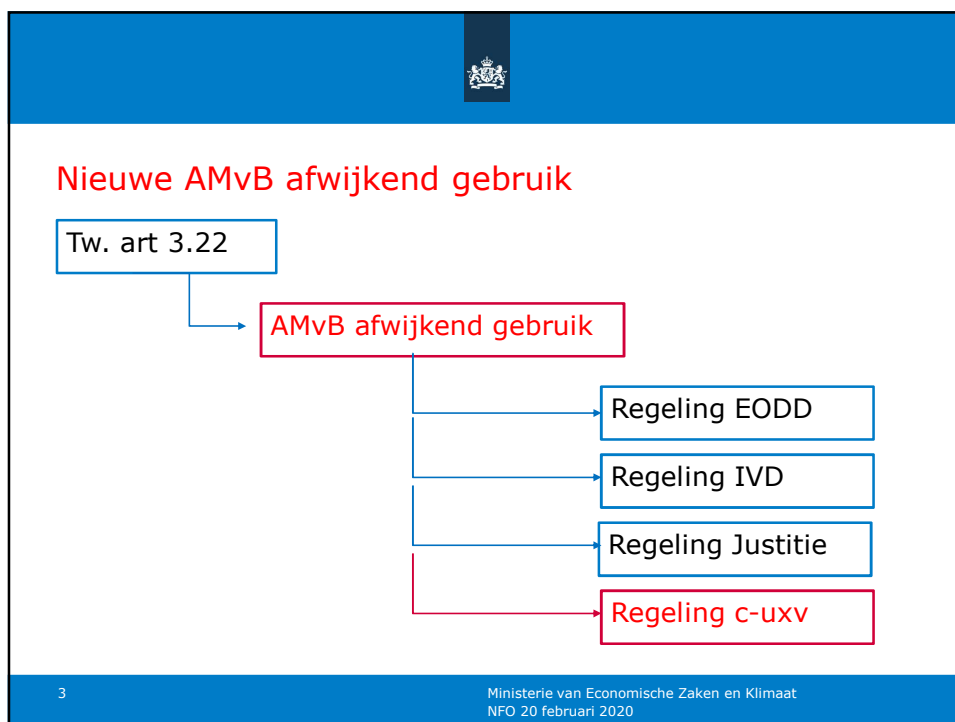 Nieuwe AMvB afwijkend gebruik
Tw. art 3.22
AMvB afwijkend gebruik
Regeling EODD
Regeling IVD
Regeling Justitie
Regeling c-uxv
3
Ministerie van Economische Zaken en Klimaat
NFO 20 februari 2020